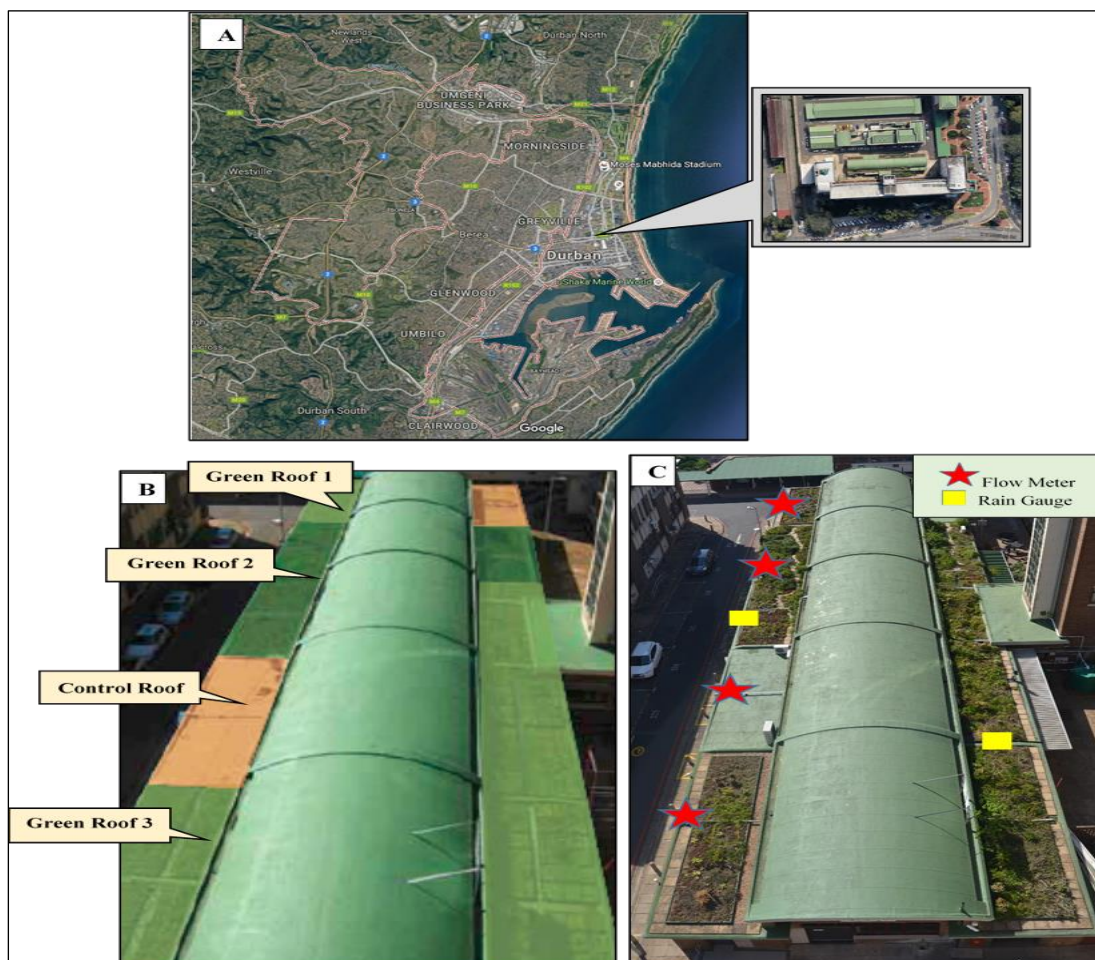 A
Newlands
West
Durban North
UMGENI
BUSINESS PARK
MORNINGSIDE
Moses Mabhida Stadium
Westville
GREYVILLE
Berea
Durban
Shaka Marine World
GLENWOOD
UMBILO
BAYHEAD
Durban South
CLAIRWOOD
Google
B
Green Roof 1
Green Roof 2
Control Roof
Green Roof 3
C
Flow Meter
Rain Gauge